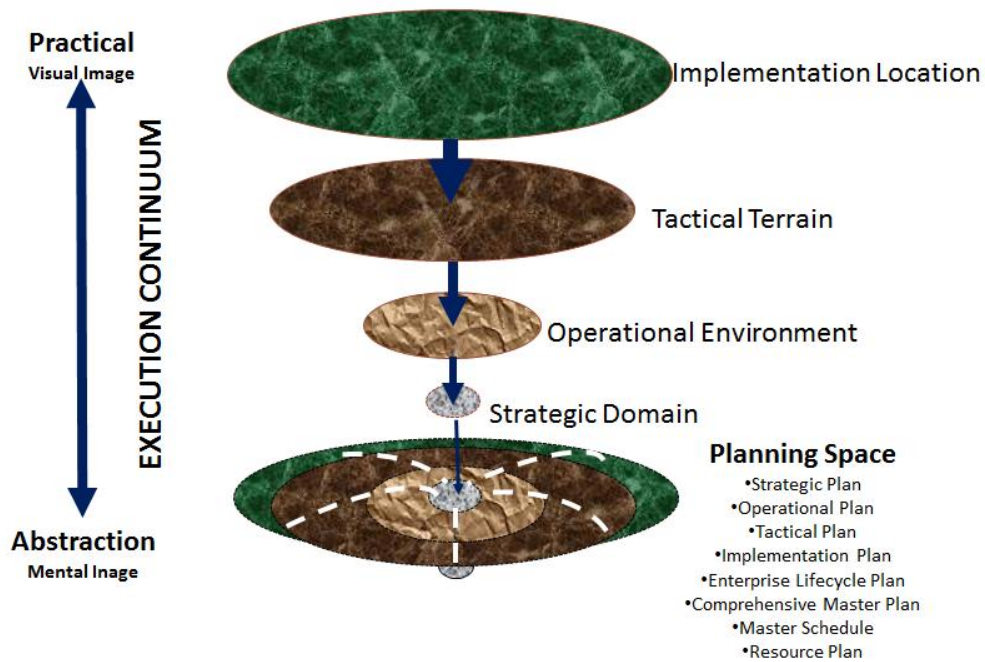 Practical
Visual Image
EXECUTION CONTINUUM
Abstraction
Mental Image
Implementation Location
Tactical Terrain
Operational Environment
Strategic Domain
Planning Space
•Strategic Plan
•Operational Plan
•Tactical Plan
•Implementation Plan
•Enterprise Lifecycle Plan
•Comprehensive Master Plan
•Master Schedule
•Resource Plan